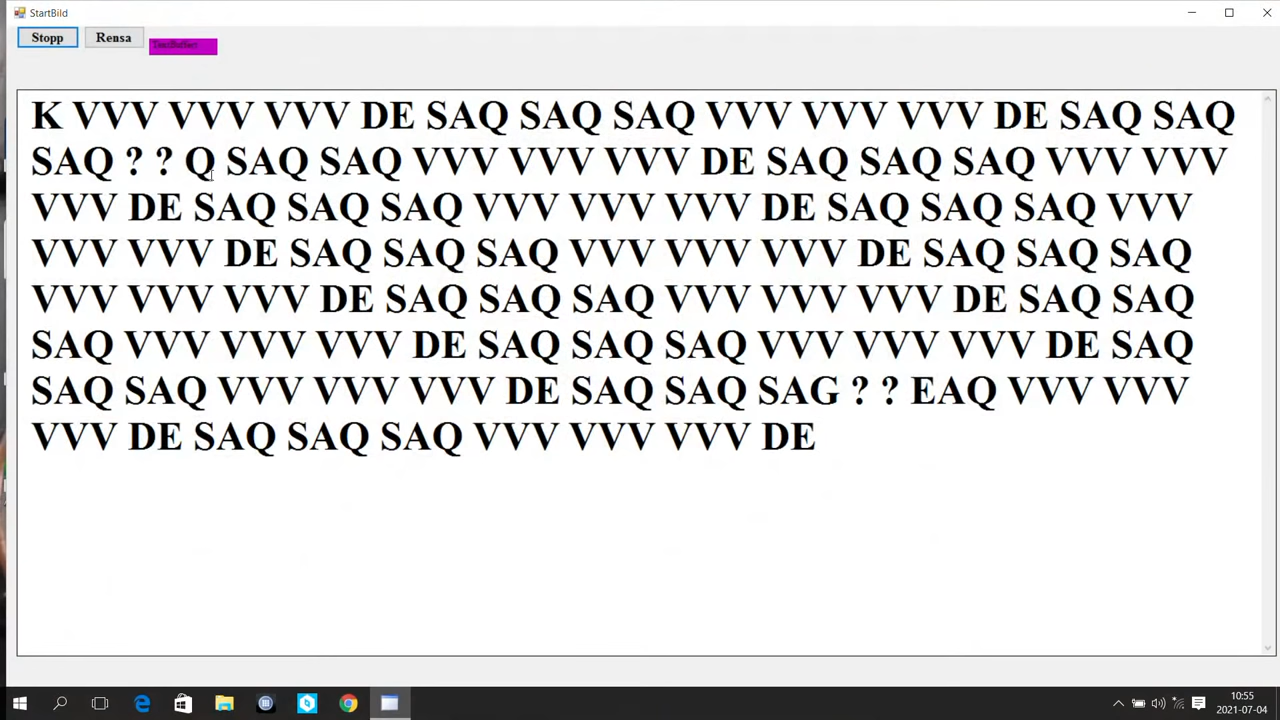 StartBild
Stopp Rensa
K VVV VVV VVV DE SAQ SAQ SAQ VVV VVV VVV DE SAQ SAQ
SAQ ? ? Q SAQ SAQ VVV VVV VVV DE SAQ SAQ SAQ VVV VVV
VVV DE SAQ SAQ SAQ VVV VVV VVV DE SAQ SAQ SAQ VVV
VVV VVV DE SAQ SAQ SAQ VVV VVV VVV DE SAQ SAQ SAQ
VVV VVV VVV DE SAQ SAQ SAQ VVV VVV VVV DE SAQ SAQ
SAQ VVV VVV VVV DE SAQ SAQ SAQ VVV VVV VVV DE SAQ
SAQ SAQ VVV VVV VVV DE SAQ SAQ SAG ? ? EAQ VVV VVV
VVV DE SAQ SAQ SAQ VVV VVV VVV DE
10:55
2021-07-04